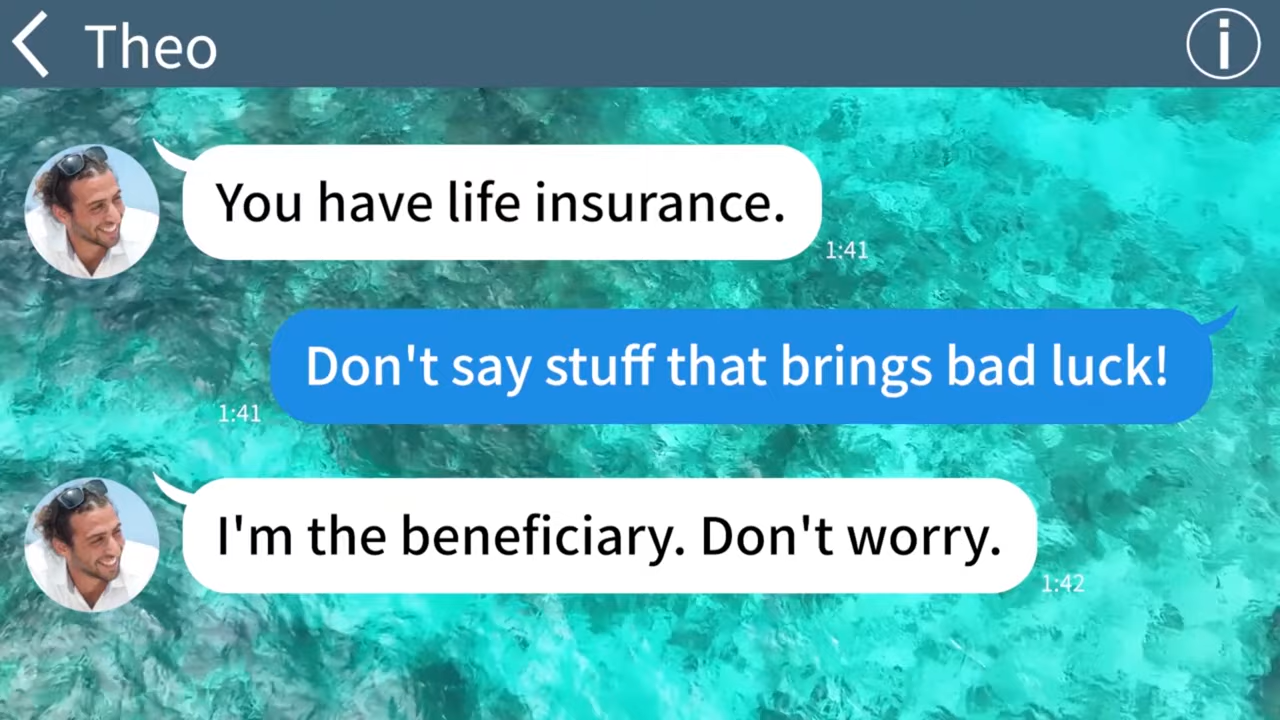 Theo
You have life insurance.
1:41
Don't say stuff that brings bad luck!
1:41
I'm the beneficiary. Don't worry.
1:42